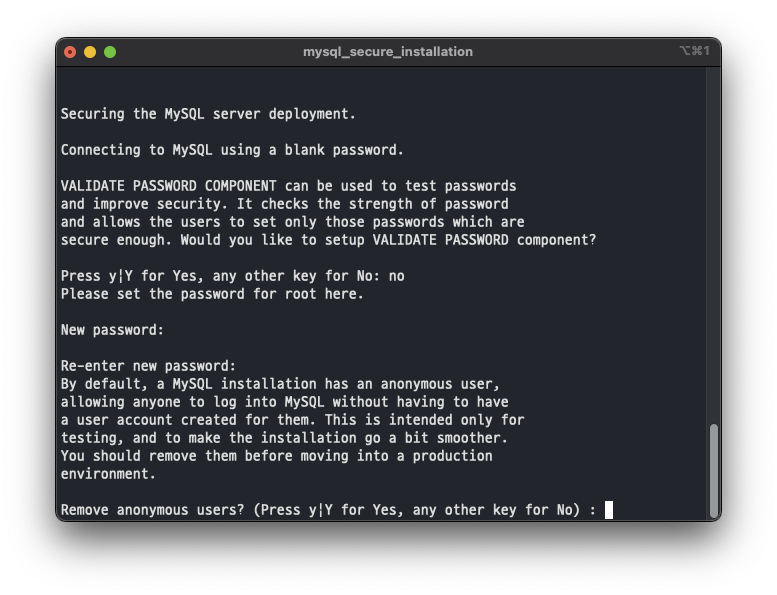 mysql_secure_installation
⌥⌘1
Securing the MySQL server deployment.
Connecting to MySQL using a blank password.
VALIDATE PASSWORD COMPONENT can be used to test passwords
and improve security. It checks the strength of password
and allows the users to set only those passwords which are
secure enough. Would you like to setup VALIDATE PASSWORD component?
Press y|Y for Yes, any other key for No: no
Please set the password for root here.
New password:
Re-enter new password:
By default, a MySQL installation has an anonymous user,
allowing anyone to log into MySQL without having to have
a user account created for them. This is intended only for
testing, and to make the installation go a bit smoother.
You should remove them before moving into a production
environment.
Remove anonymous users? (Press y|Y for Yes, any other key for No) :